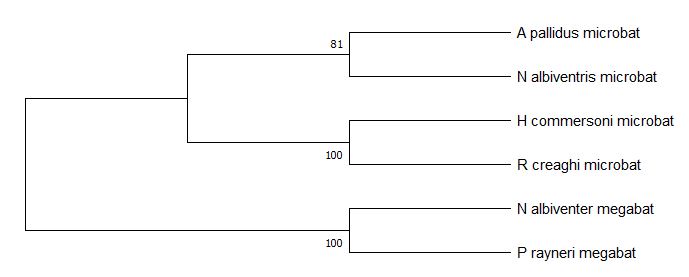 81
A pallidus microbat
N albiventris microbat
H commersoni microbat
100
R creaghi microbat
N albiventer megabat
100
P rayneri megabat